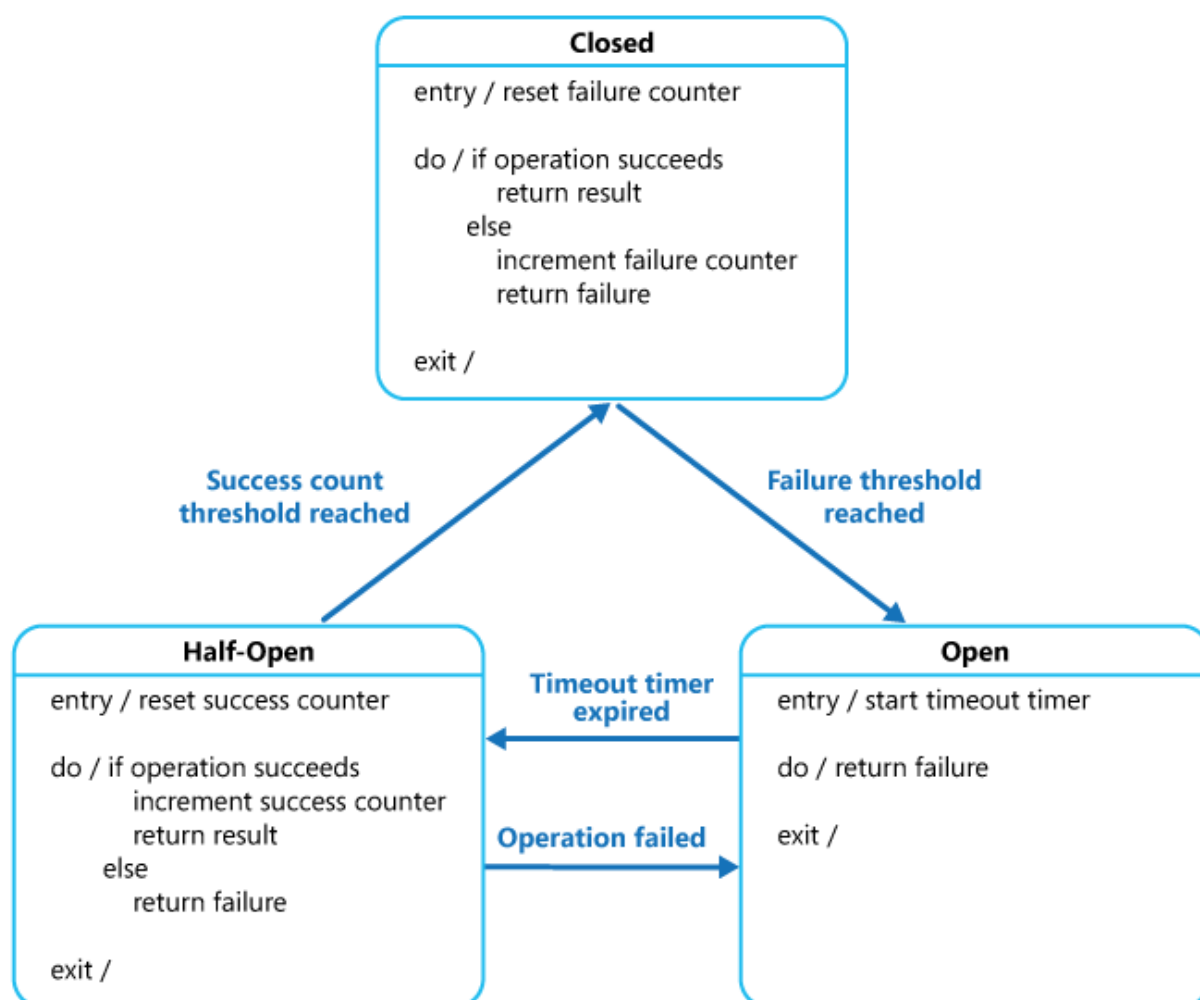 Closed
entry / reset failure counter
do / if operation succeeds
return result
else
increment failure counter
return failure
exit /
Success count
threshold reached
Failure threshold
reached
Half-Open
entry / reset success counter
do / if operation succeeds
increment success counter
return result
else
return failure
exit /
Timeout timer
expired
Operation failed
Open
entry / start timeout timer
do / return failure
exit /